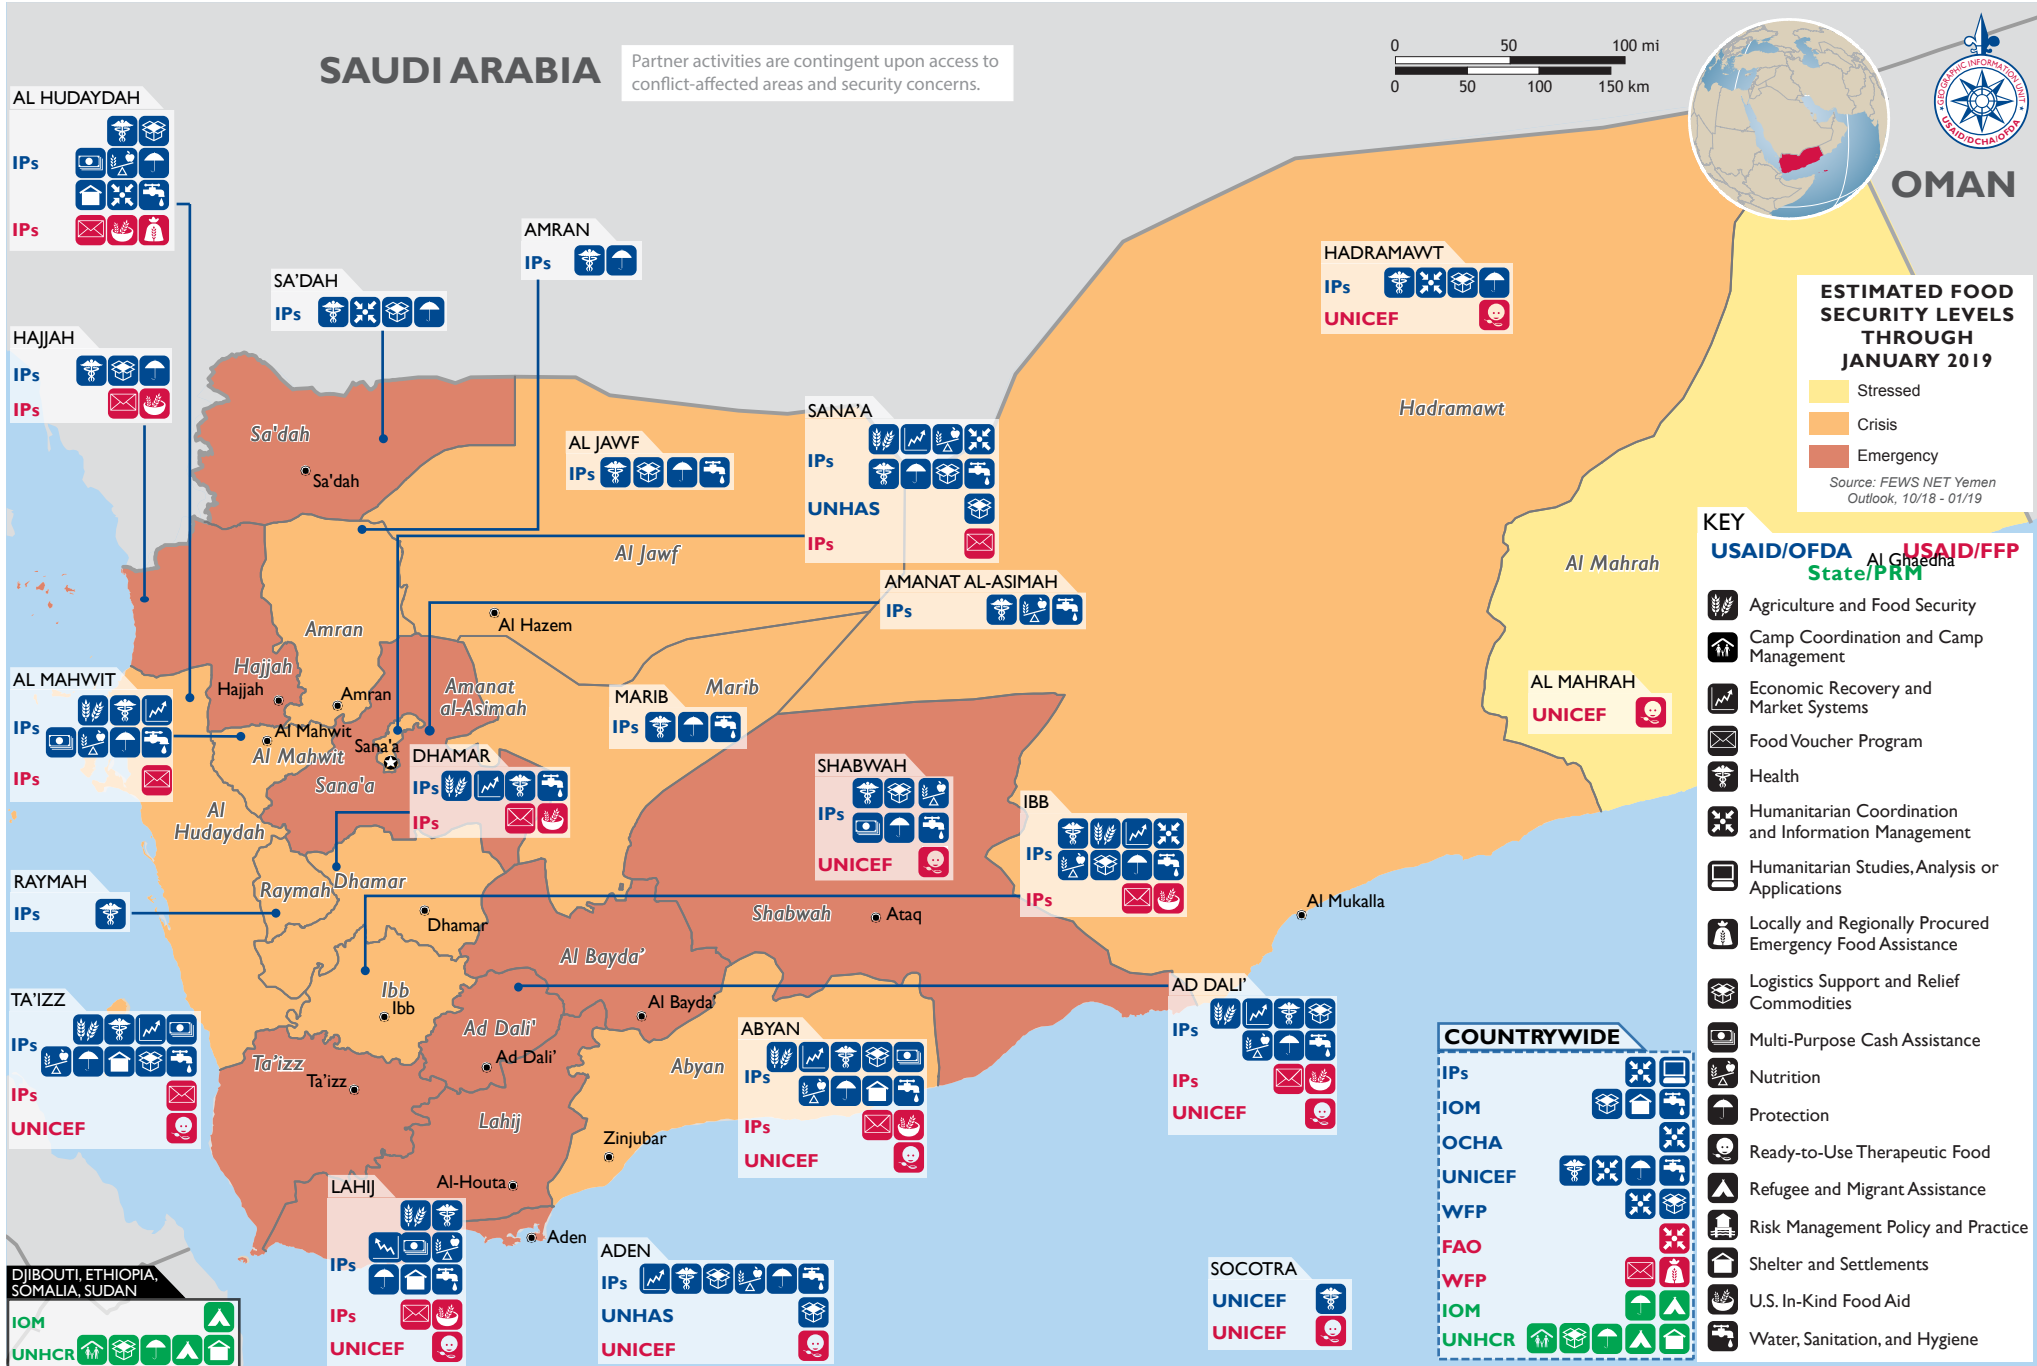 SAUDI ARABIA
Partner activities are contingent upon access to
conflict-affected areas and security concerns.
0 50 100 mi
0 50 100 150 km
GEOGRAPHIC INFORMATION UNIT
USAID/DCHA/OFDA
OMAN
AL HUDAYDAH
IPs
IPs
AMRAN
IPs
SA'DAH
IPs
HAJJAH
IPs
IPs
HADRAMAWT
IPs
UNICEF
ESTIMATED FOOD
SECURITY LEVELS
THROUGH
JANUARY 2019
Stressed
Crisis
Emergency
Source: FEWS NET Yemen
Outlook, 10/18 - 01/19
SANA'A
IPs
UNHAS
IPs
AL JAWF
IPs
AMANAT AL-ASIMAH
IPs
MARIB
IPs
AL MAHRAH
UNICEF
AL MAHWIT
IPs
IPs
DHAMAR
IPs
IPs
SHABWAH
IPs
UNICEF
IBB
IPs
IPs
RAYMAH
IPs
TA'IZZ
IPs
IPs
UNICEF
ABYAN
IPs
IPs
UNICEF
AD DALI'
IPs
IPs
UNICEF
LAHIJ
IPs
IPs
UNICEF
ADEN
IPs
UNHAS
UNICEF
SOCOTRA
UNICEF
UNICEF
DJIBOUTI, ETHIOPIA,
SOMALIA, SUDAN
IOM
UNHCR
COUNTRYWIDE
IPs
IOM
OCHA
UNICEF
WFP
FAO
WFP
IOM
UNHCR
Sa'dah
Sa'dah
Hadramawt
Al Jawf
Al Mahrah
Al Hazem
Amran
Hajjah
Hajjah
Amran
Amanat
al-Asimah
Marib
Al Mahwit
Al Mahwit
Sana'a
Sana'a
Al
Hudaydah
Raymah
Dhamar
Dhamar
Shabwah
Ataq
Al Mukalla
Al Bayda'
Al Bayda'
Ibb
Ibb
Ad Dali'
Ad Dali'
Ta'izz
Ta'izz
Abyan
Lahij
Zinjubar
Al-Houta
Aden
KEY
USAID/OFDA
USAID/FFP
Al Ghaedha
State/PRM
Agriculture and Food Security
Camp Coordination and Camp
Management
Economic Recovery and
Market Systems
Food Voucher Program
Health
Humanitarian Coordination
and Information Management
Humanitarian Studies, Analysis or
Applications
Locally and Regionally Procured
Emergency Food Assistance
Logistics Support and Relief
Commodities
Multi-Purpose Cash Assistance
Nutrition
Protection
Ready-to-Use Therapeutic Food
Refugee and Migrant Assistance
Risk Management Policy and Practice
Shelter and Settlements
U.S. In-Kind Food Aid
Water, Sanitation, and Hygiene